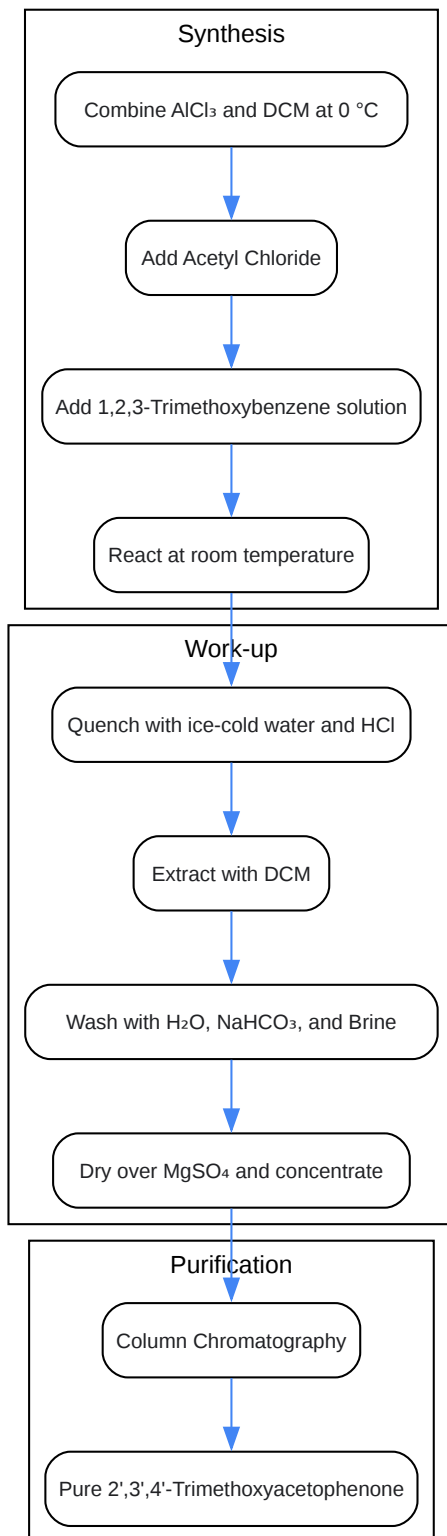 Synthesis
Combine AlCl₃ and DCM at 0 °C
Add Acetyl Chloride
Add 1,2,3-Trimethoxybenzene solution
React at room temperature
Work-up
Quench with ice-cold water and HCl
Extract with DCM
Wash with H₂O, NaHCO₃, and Brine
Dry over MgSO₄ and concentrate
Purification
Column Chromatography
Pure 2',3',4'-Trimethoxyacetophenone